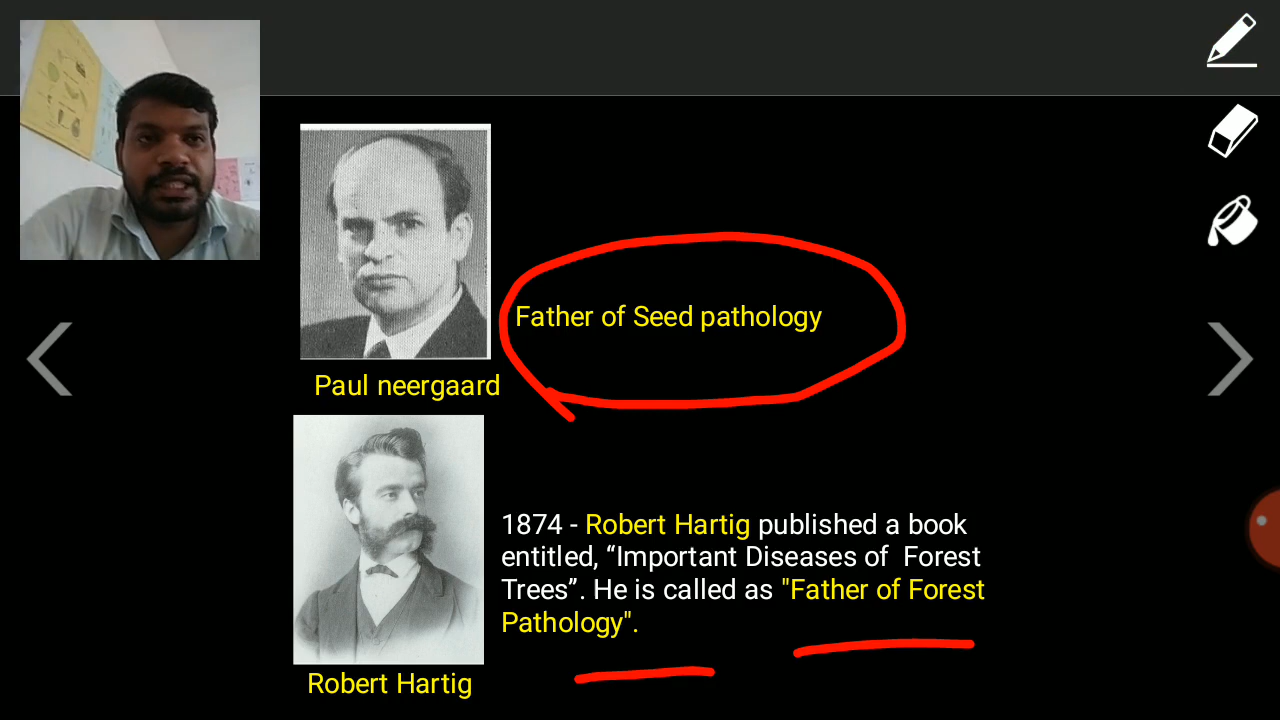 Father of Seed pathology
Paul neergaard
1874 - Robert Hartig published a book
entitled, “Important Diseases of  Forest
Trees”. He is called as "Father of Forest
Pathology".
Robert Hartig